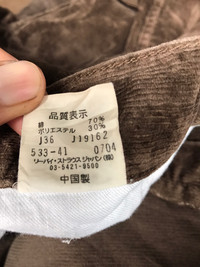 品質表示
綿 70%
ポリエステル 30%
J36 J19162
533-41 0704
リーバイ・ストラウス ジャパン(株)
03-5421-9500
中国製